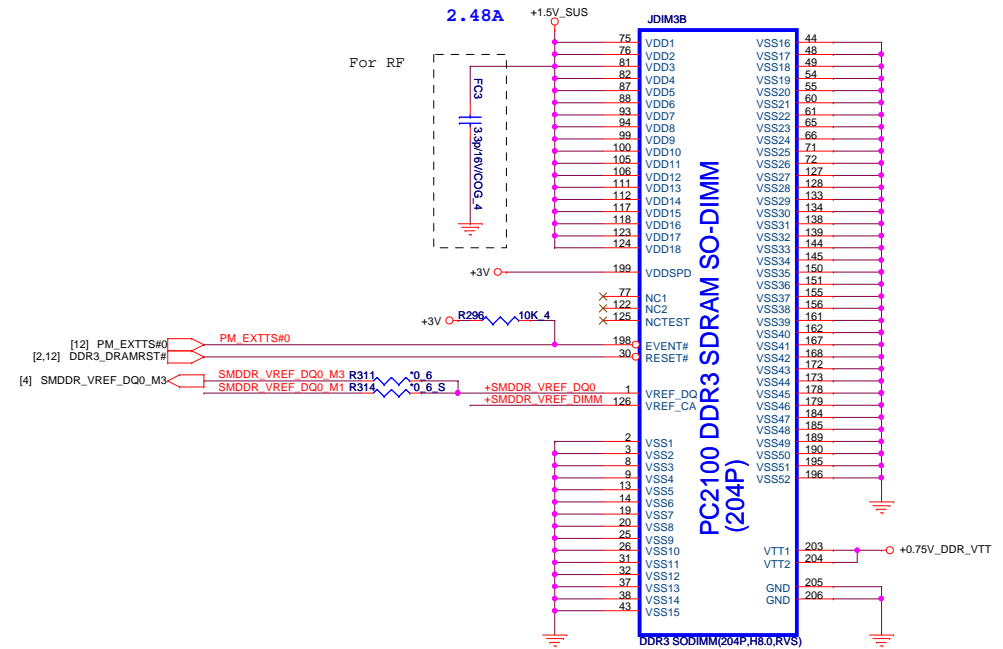 2.48A
+1.5V_SUS
JDIM3B
For RF
FC3
3.3p/16V/COG_4
75 VDD1
76 VDD2
81 VDD3
82 VDD4
87 VDD5
88 VDD6
93 VDD7
94 VDD8
99 VDD9
100 VDD10
105 VDD11
106 VDD12
111 VDD13
112 VDD14
117 VDD15
118 VDD16
123 VDD17
124 VDD18
+3V 199 VDDSPD
77 NC1
122 NC2
125 NCTEST
+3V R296 10K_4
[12] PM_EXTTS#0 PM_EXTTS#0 198 EVENT#
[2,12] DDR3_DRAMRST# 30 RESET#
[4] SMDDR_VREF_DQ0_M3 SMDDR_VREF_DQ0_M3 R311 *0_6
SMDDR_VREF_DQ0_M1 R314 *0_6_S
+SMDDR_VREF_DQ0 1 VREF_DQ
+SMDDR_VREF_DIMM 126 VREF_CA
2 VSS1
3 VSS2
8 VSS3
9 VSS4
13 VSS5
14 VSS6
19 VSS7
20 VSS8
25 VSS9
26 VSS10
31 VSS11
32 VSS12
37 VSS13
38 VSS14
43 VSS15
PC2100 DDR3 SDRAM SO-DIMM
(204P)
VSS16 44
VSS17 48
VSS18 49
VSS19 54
VSS20 55
VSS21 60
VSS22 61
VSS23 65
VSS24 66
VSS25 71
VSS26 72
VSS27 127
VSS28 128
VSS29 133
VSS30 134
VSS31 138
VSS32 139
VSS33 144
VSS34 145
VSS35 150
VSS36 151
VSS37 155
VSS38 156
VSS39 161
VSS40 162
VSS41 167
VSS42 168
VSS43 172
VSS44 173
VSS45 178
VSS46 179
VSS47 184
VSS48 185
VSS49 189
VSS50 190
VSS51 195
VSS52 196
VTT1 203
VTT2 204
+0.75V_DDR_VTT
GND 205
GND 206
DDR3 SODIMM(204P,H8.0,RVS)